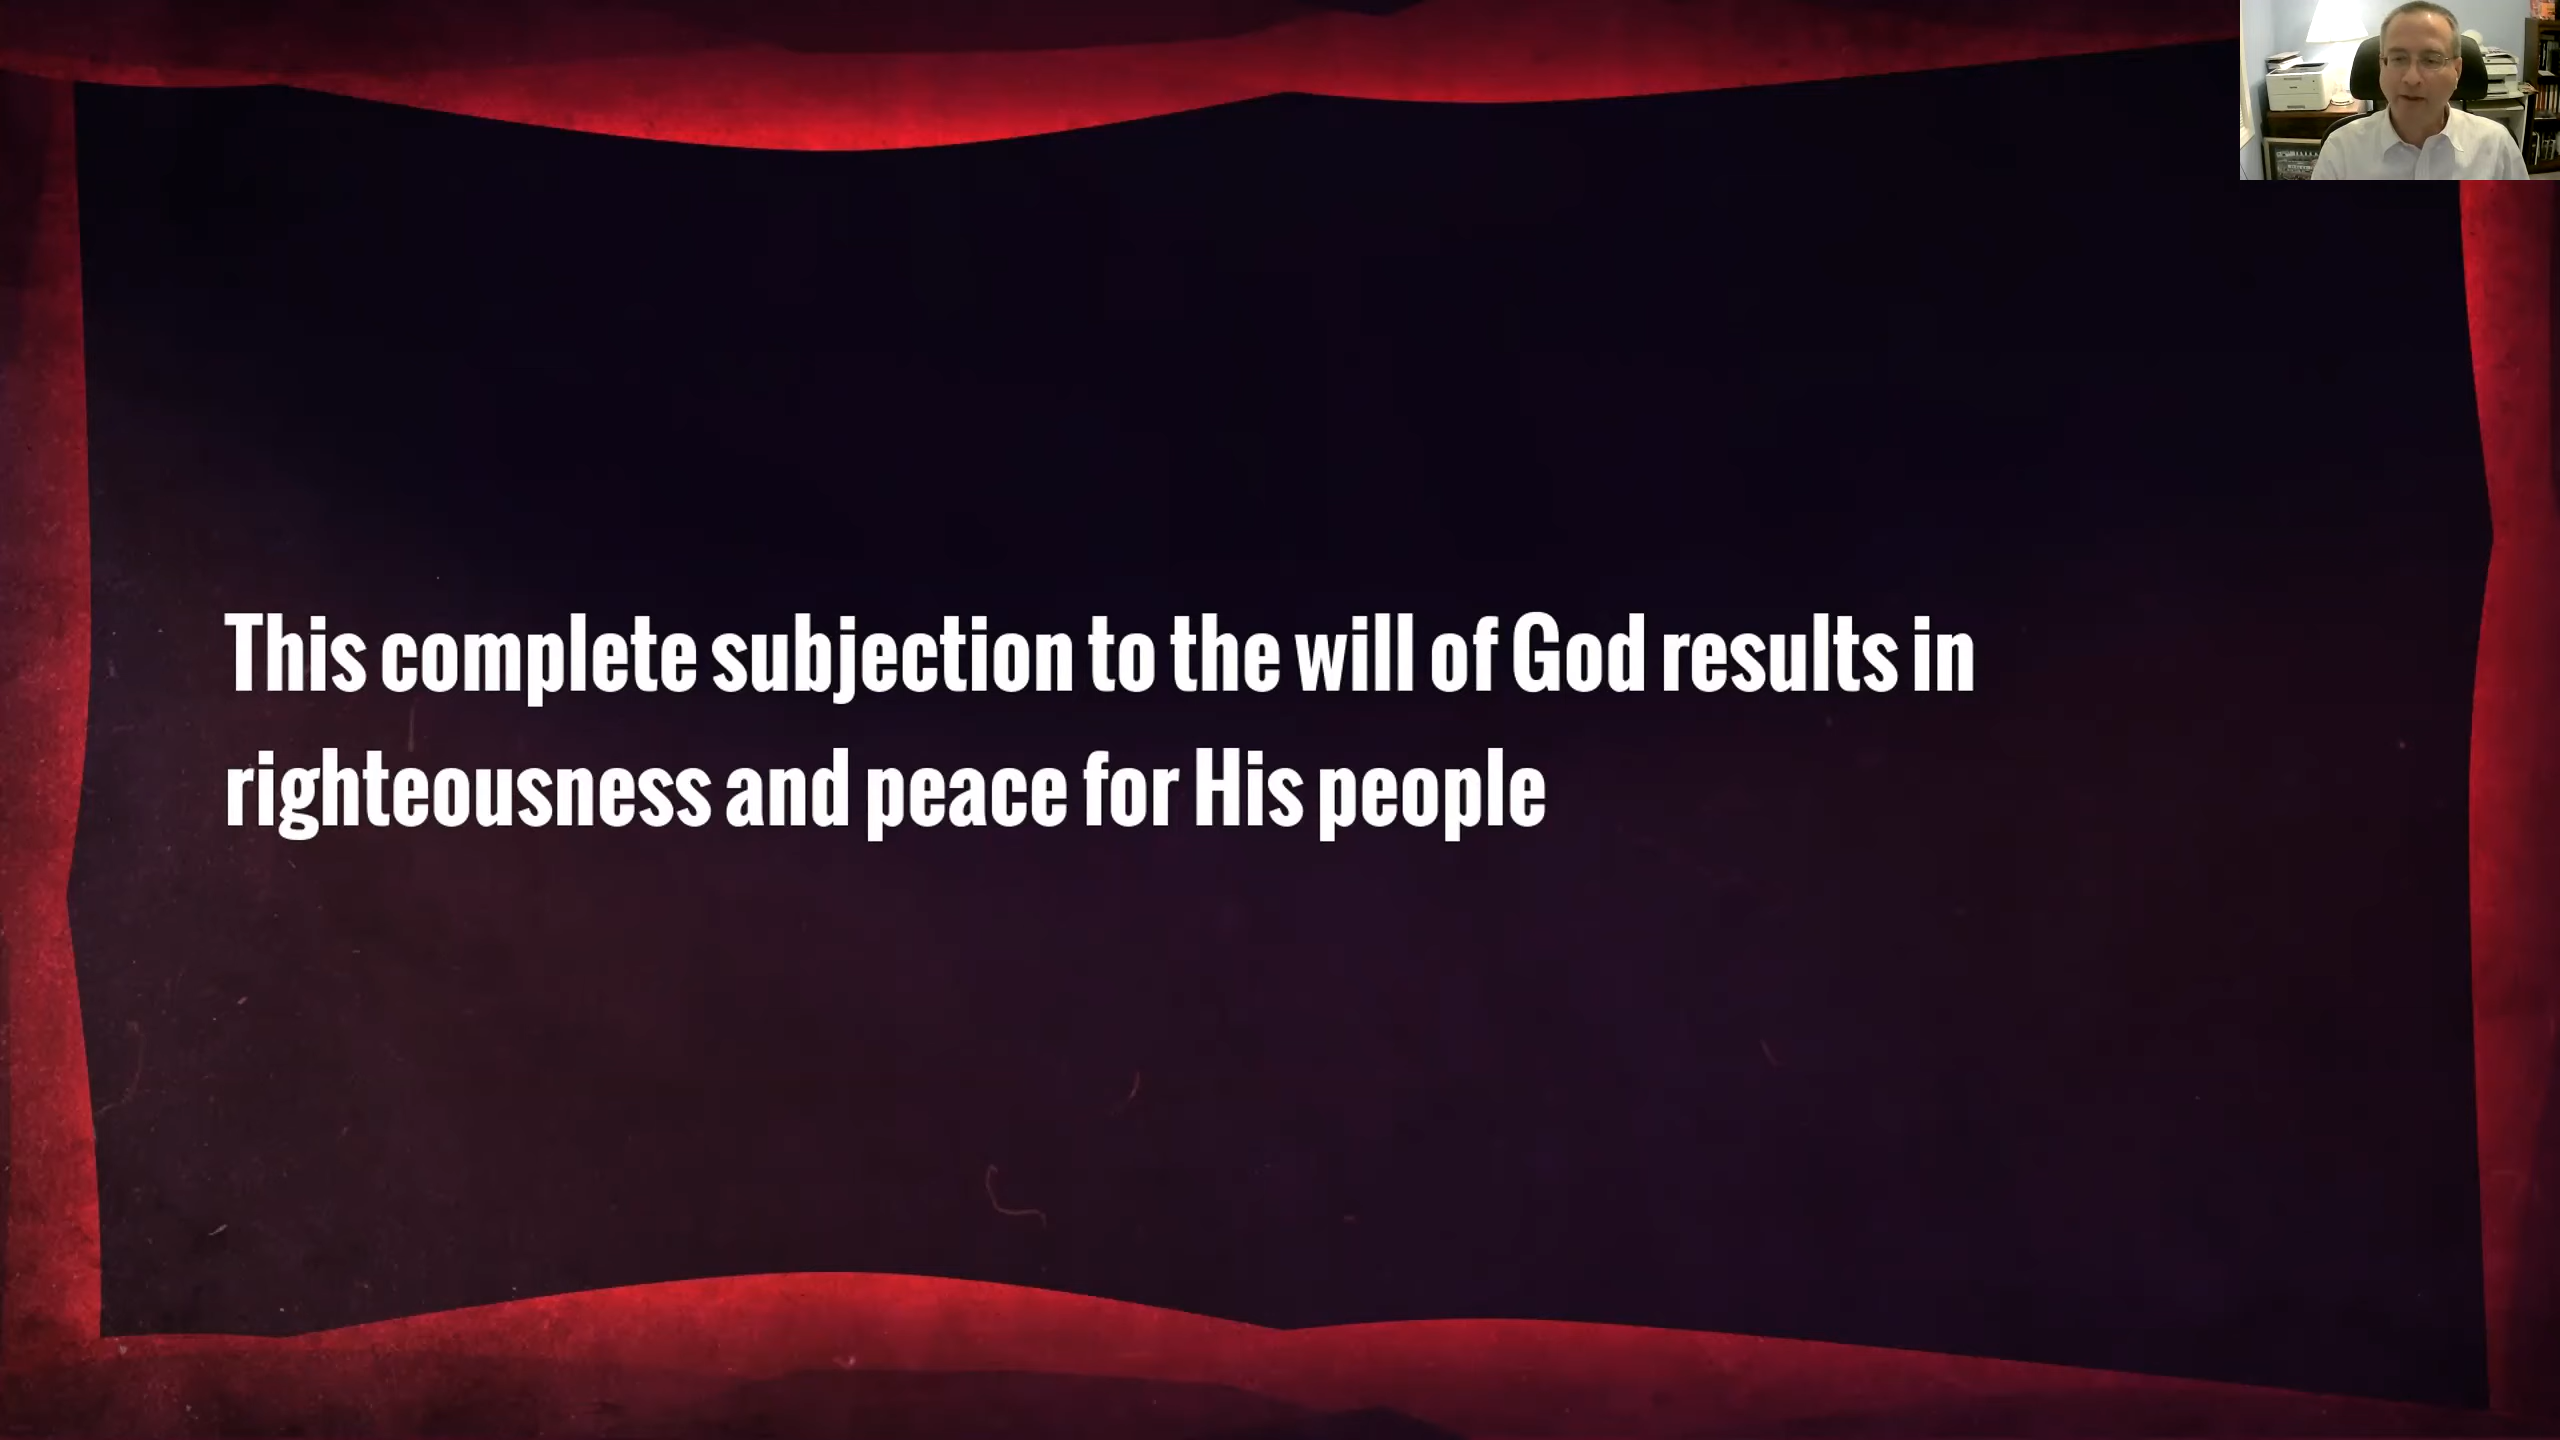 This complete subjection to the will of God results in
righteousness and peace for His people